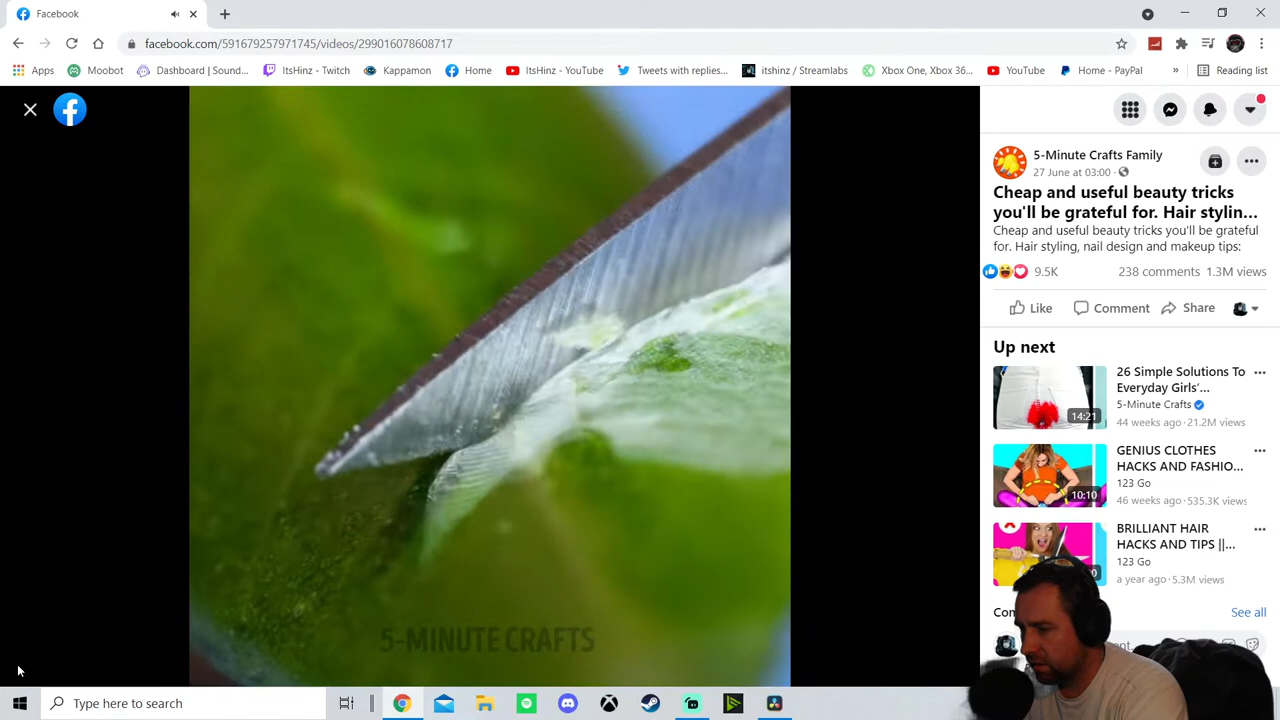 Facebook
facebook.com/591679257971745/videos/299016078608717
Apps
Moobot
Dashboard | Sound...
ItsHinz - Twitch
Kappamon
Home
ItsHinz - YouTube
Tweets with replies...
itshinz / Streamlabs
Xbox One, Xbox 36...
YouTube
Home - PayPal
»
Reading list
5-Minute Crafts Family
27 June at 03:00 ·
Cheap and useful beauty tricks
you'll be grateful for. Hair stylin...
Cheap and useful beauty tricks you'll be grateful
for. Hair styling, nail design and makeup tips:
9.5K
238 comments 1.3M views
Like
Comment
Share
Up next
26 Simple Solutions To
Everyday Girls'...
5-Minute Crafts
44 weeks ago · 21.2M views
14:21
GENIUS CLOTHES
HACKS AND FASHIO...
123 Go
46 weeks ago · 535.3K views
10:10
BRILLIANT HAIR
HACKS AND TIPS ||...
123 Go
a year ago · 5.3M views
See all
5-MINUTE CRAFTS
Type here to search